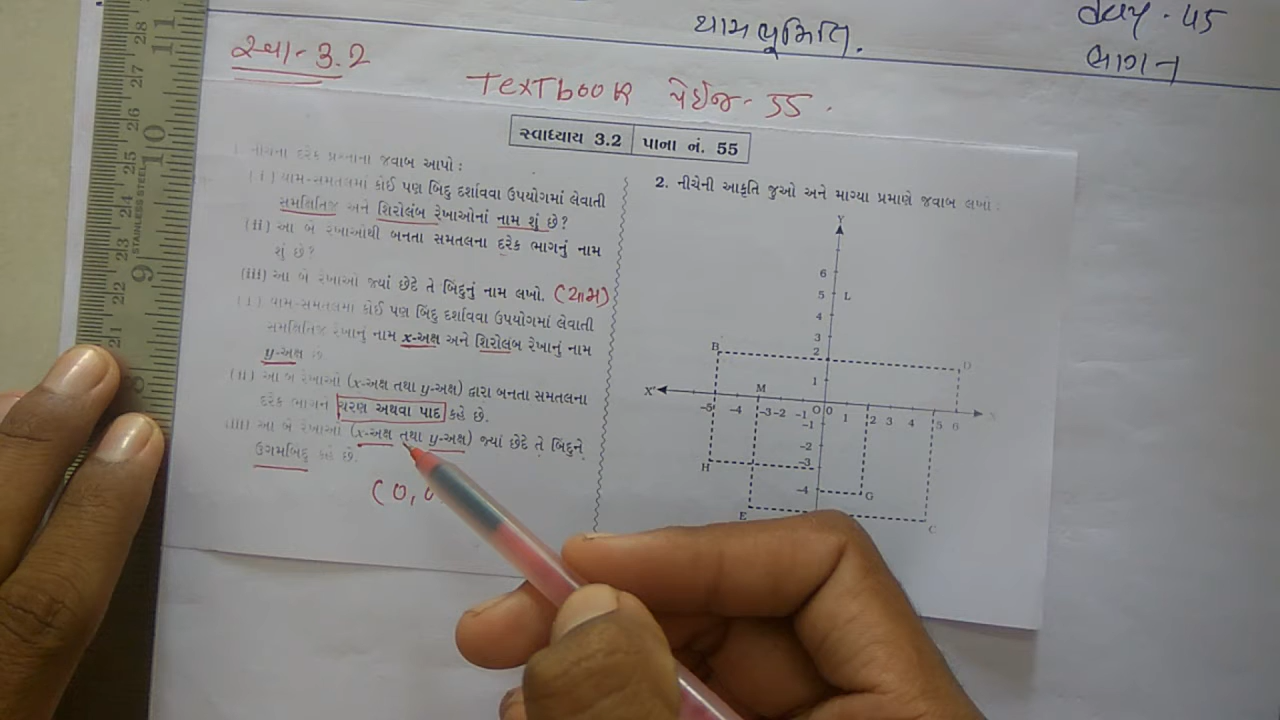 યામભૂમિતિ.
Day - 45
ભાગ-1
સ્વા- 3.2
TEXTbook પેઇજ- 55.
સ્વાધ્યાય 3.2 પાના નં. 55
નીચેના દરેક પ્રશ્નના જવાબ આપો :
(i) યામ-સમતલમાં કોઈ પણ બિંદુ દર્શાવવા ઉપયોગમાં લેવાતી
સમક્ષિતિજ અને શિરોલંબ રેખાઓનાં નામ શું છે?
(ii) આ બે રેખાઓથી બનતા સમતલના દરેક ભાગનું નામ
શું છે?
(iii) આ બે રેખાઓ જ્યાં છેદે તે બિંદુનું નામ લખો. (યામ)
(i) યામ-સમતલમાં કોઈ પણ બિંદુ દર્શાવવા ઉપયોગમાં લેવાતી
સમક્ષિતિજ રેખાનું નામ x-અક્ષ અને શિરોલંબ રેખાનું નામ
y-અક્ષ છે
(ii) આ બે રેખાઓ (x-અક્ષ તથા y-અક્ષ) દ્વારા બનતા સમતલના
દરેક ભાગને ચરણ અથવા પાદ કહે છે.
(iii) આ બે રેખાઓ (x-અક્ષ તથા y-અક્ષ) જ્યાં છેદે તે બિંદુને
ઉગમબિંદુ કહે છે.
(0,
2. નીચેની આકૃતિ જુઓ અને માગ્યા પ્રમાણે જવાબ લખો :
Y
6
5 L
4
3
B 2 D
1
X' M X
-5 -4 -3 -2 -1 O 0 1 2 3 4 5 6
-1
-2
H -3
-4 G
E C